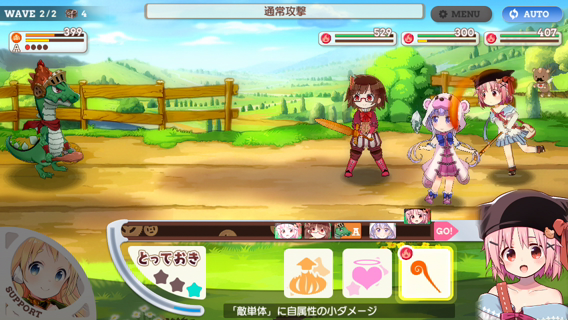 WAVE 2/2 4
通常攻撃
MENU
AUTO
399
A
529
300
407
A
GO!
とっておき
SUPPORT
「敵単体」に自属性の小ダメージ